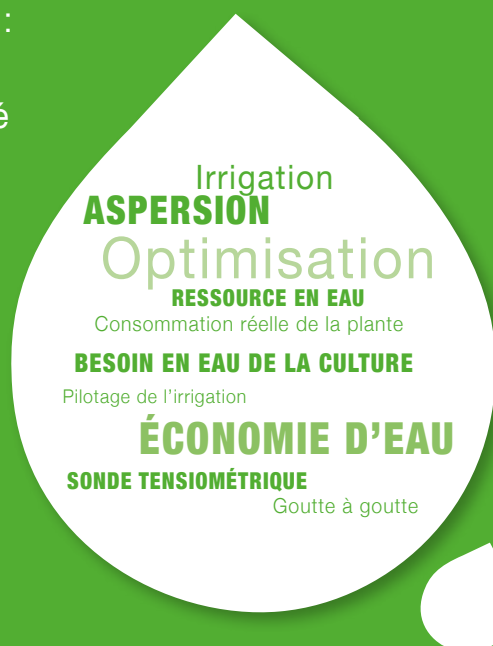 :
é
Irrigation
ASPERSION
Optimisation
RESSOURCE EN EAU
Consommation réelle de la plante
BESOIN EN EAU DE LA CULTURE
Pilotage de l'irrigation
ÉCONOMIE D'EAU
SONDE TENSIOMÉTRIQUE
Goutte à goutte